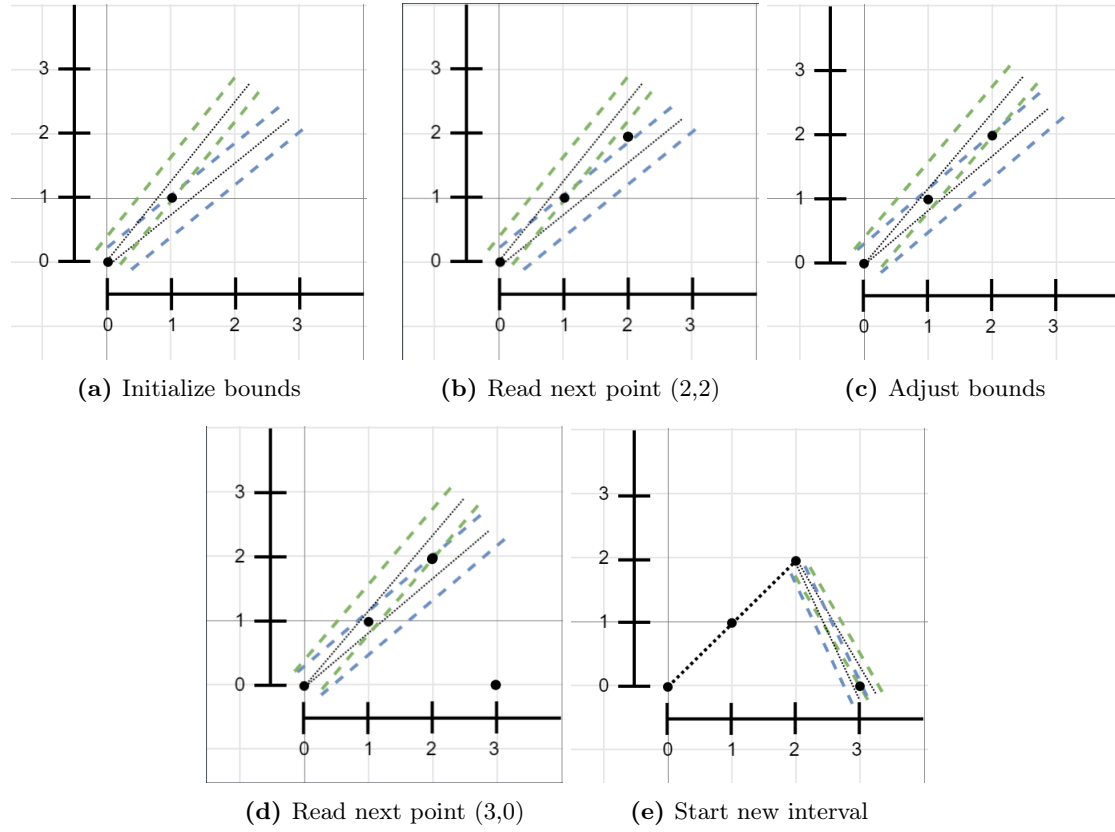 3
2
1
0
0 1 2 3
(a) Initialize bounds
3
2
1
0
0 1 2 3
(b) Read next point (2,2)
3
2
1
0
0 1 2 3
(c) Adjust bounds
3
2
1
0
0 1 2 3
(d) Read next point (3,0)
3
2
1
0
0 1 2 3
(e) Start new interval